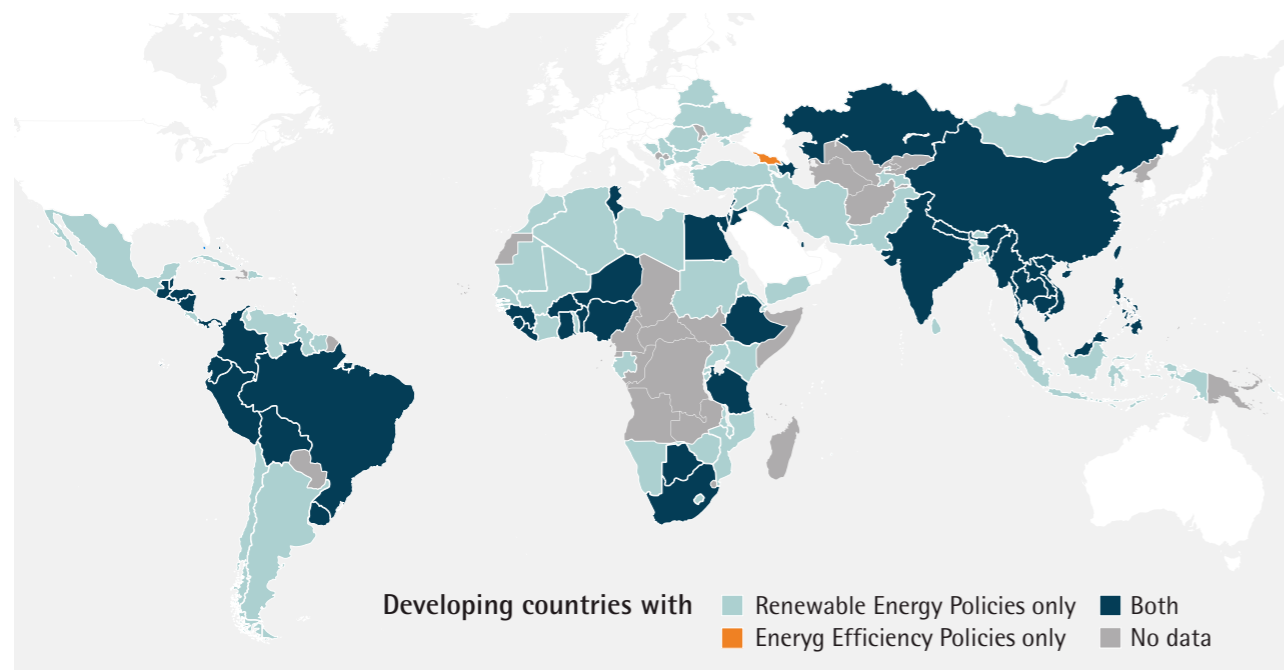 Developing countries with
Renewable Energy Policies only
Both
Eneryg Efficiency Policies only
No data